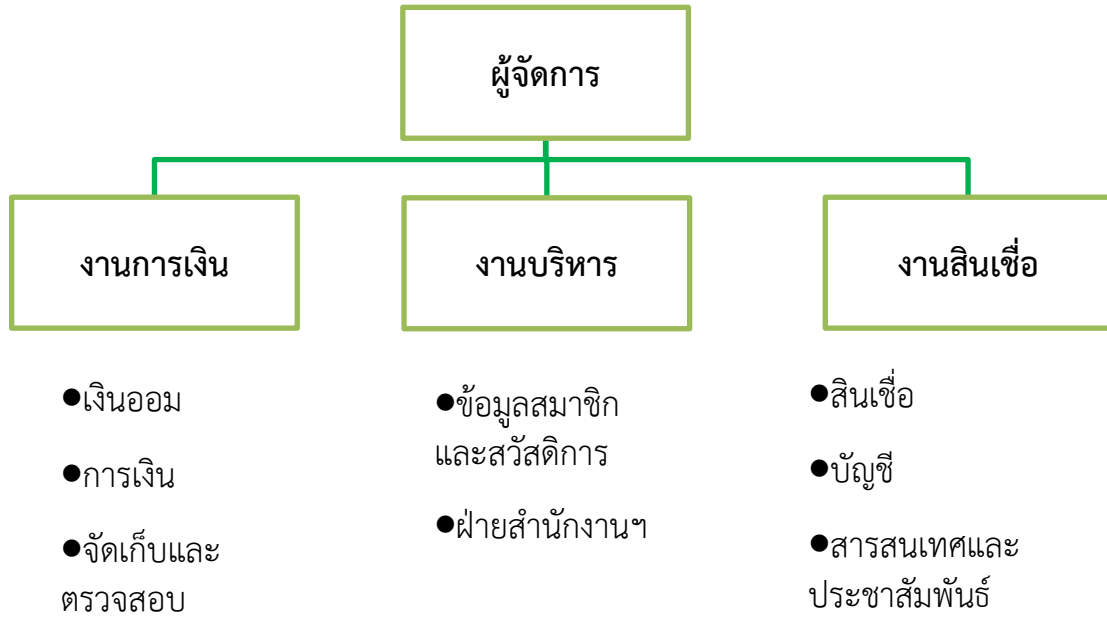 ผู้จัดการ
งานการเงิน
งานบริหาร
งานสินเชื่อ
●เงินออม
●การเงิน
●จัดเก็บและ
ตรวจสอบ
●ข้อมูลสมาชิก
และสวัสดิการ
●ฝ่ายสำนักงานฯ
●สินเชื่อ
●บัญชี
●สารสนเทศและ
ประชาสัมพันธ์